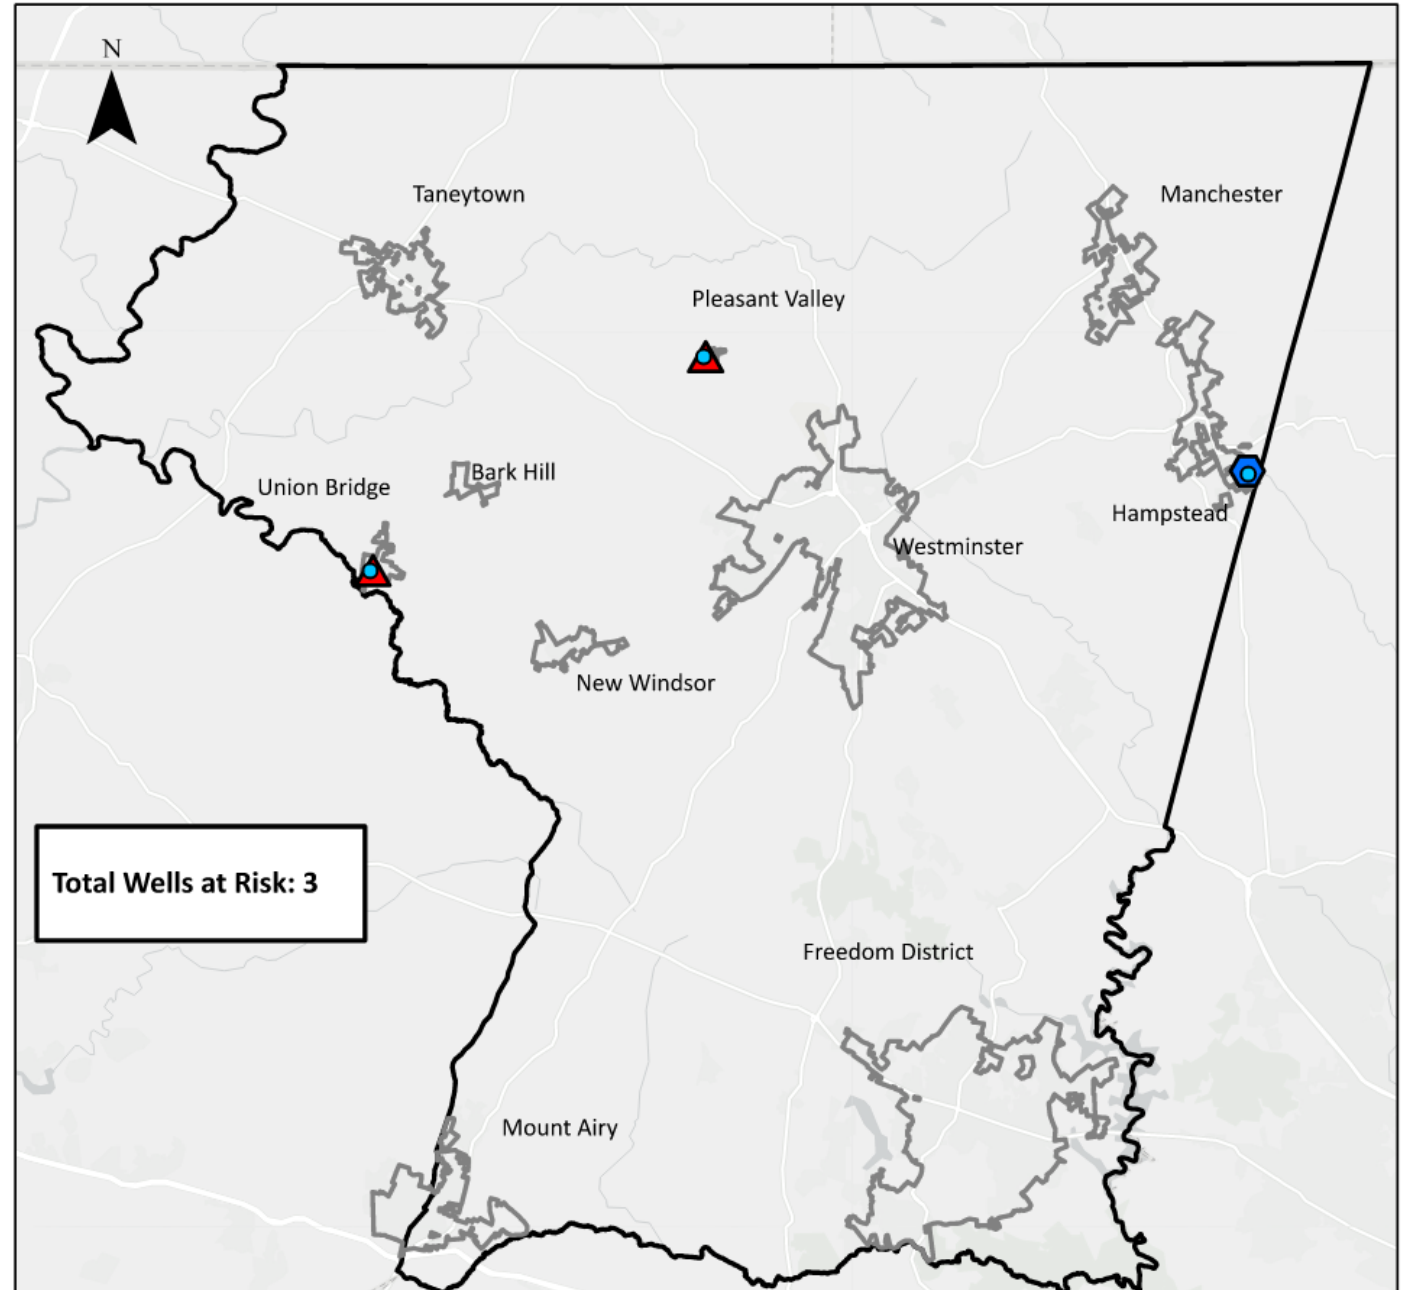 N
Taneytown
Manchester
Pleasant Valley
Bark Hill
Union Bridge
Hampstead
Westminster
New Windsor
Total Wells at Risk: 3
Freedom District
Mount Airy